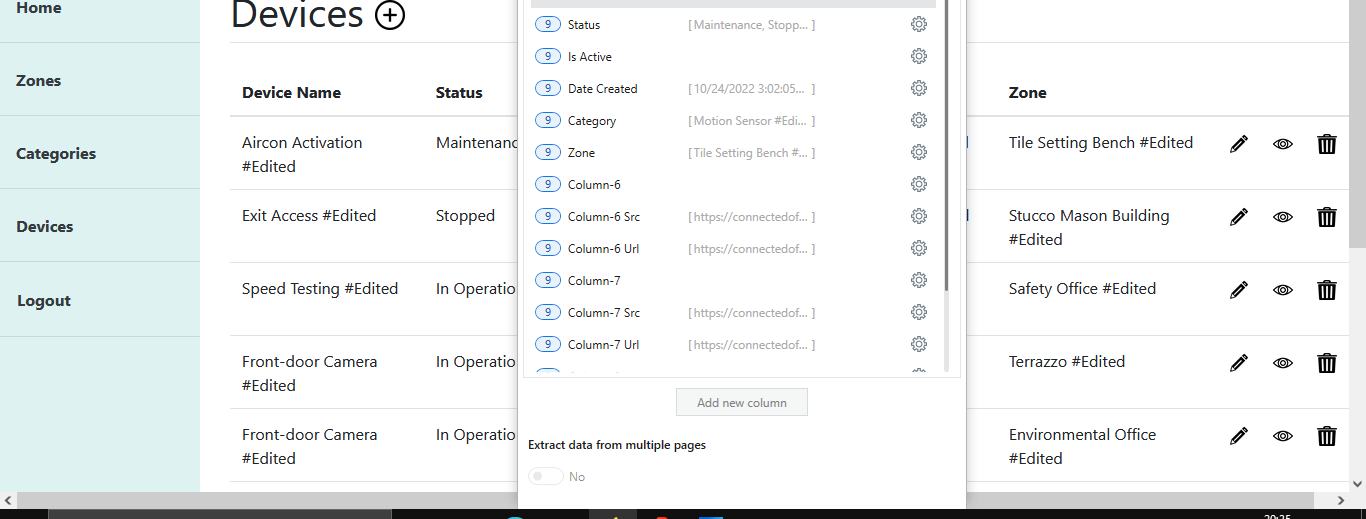 Home
Zones
Categories
Devices
Logout
Devices
Device Name Status Zone
Aircon Activation #Edited Maintenanc Tile Setting Bench #Edited
Exit Access #Edited Stopped Stucco Mason Building #Edited
Speed Testing #Edited In Operatio Safety Office #Edited
Front-door Camera #Edited In Operatio Terrazzo #Edited
Front-door Camera #Edited In Operatio Environmental Office #Edited
9 Status [ Maintenance, Stopp... ]
9 Is Active
9 Date Created [ 10/24/2022 3:02:05... ]
9 Category [ Motion Sensor #Edi... ]
9 Zone [ Tile Setting Bench #... ]
9 Column-6
9 Column-6 Src [ https://connectedof... ]
9 Column-6 Url [ https://connectedof... ]
9 Column-7
9 Column-7 Src [ https://connectedof... ]
9 Column-7 Url [ https://connectedof... ]
Add new column
Extract data from multiple pages
No